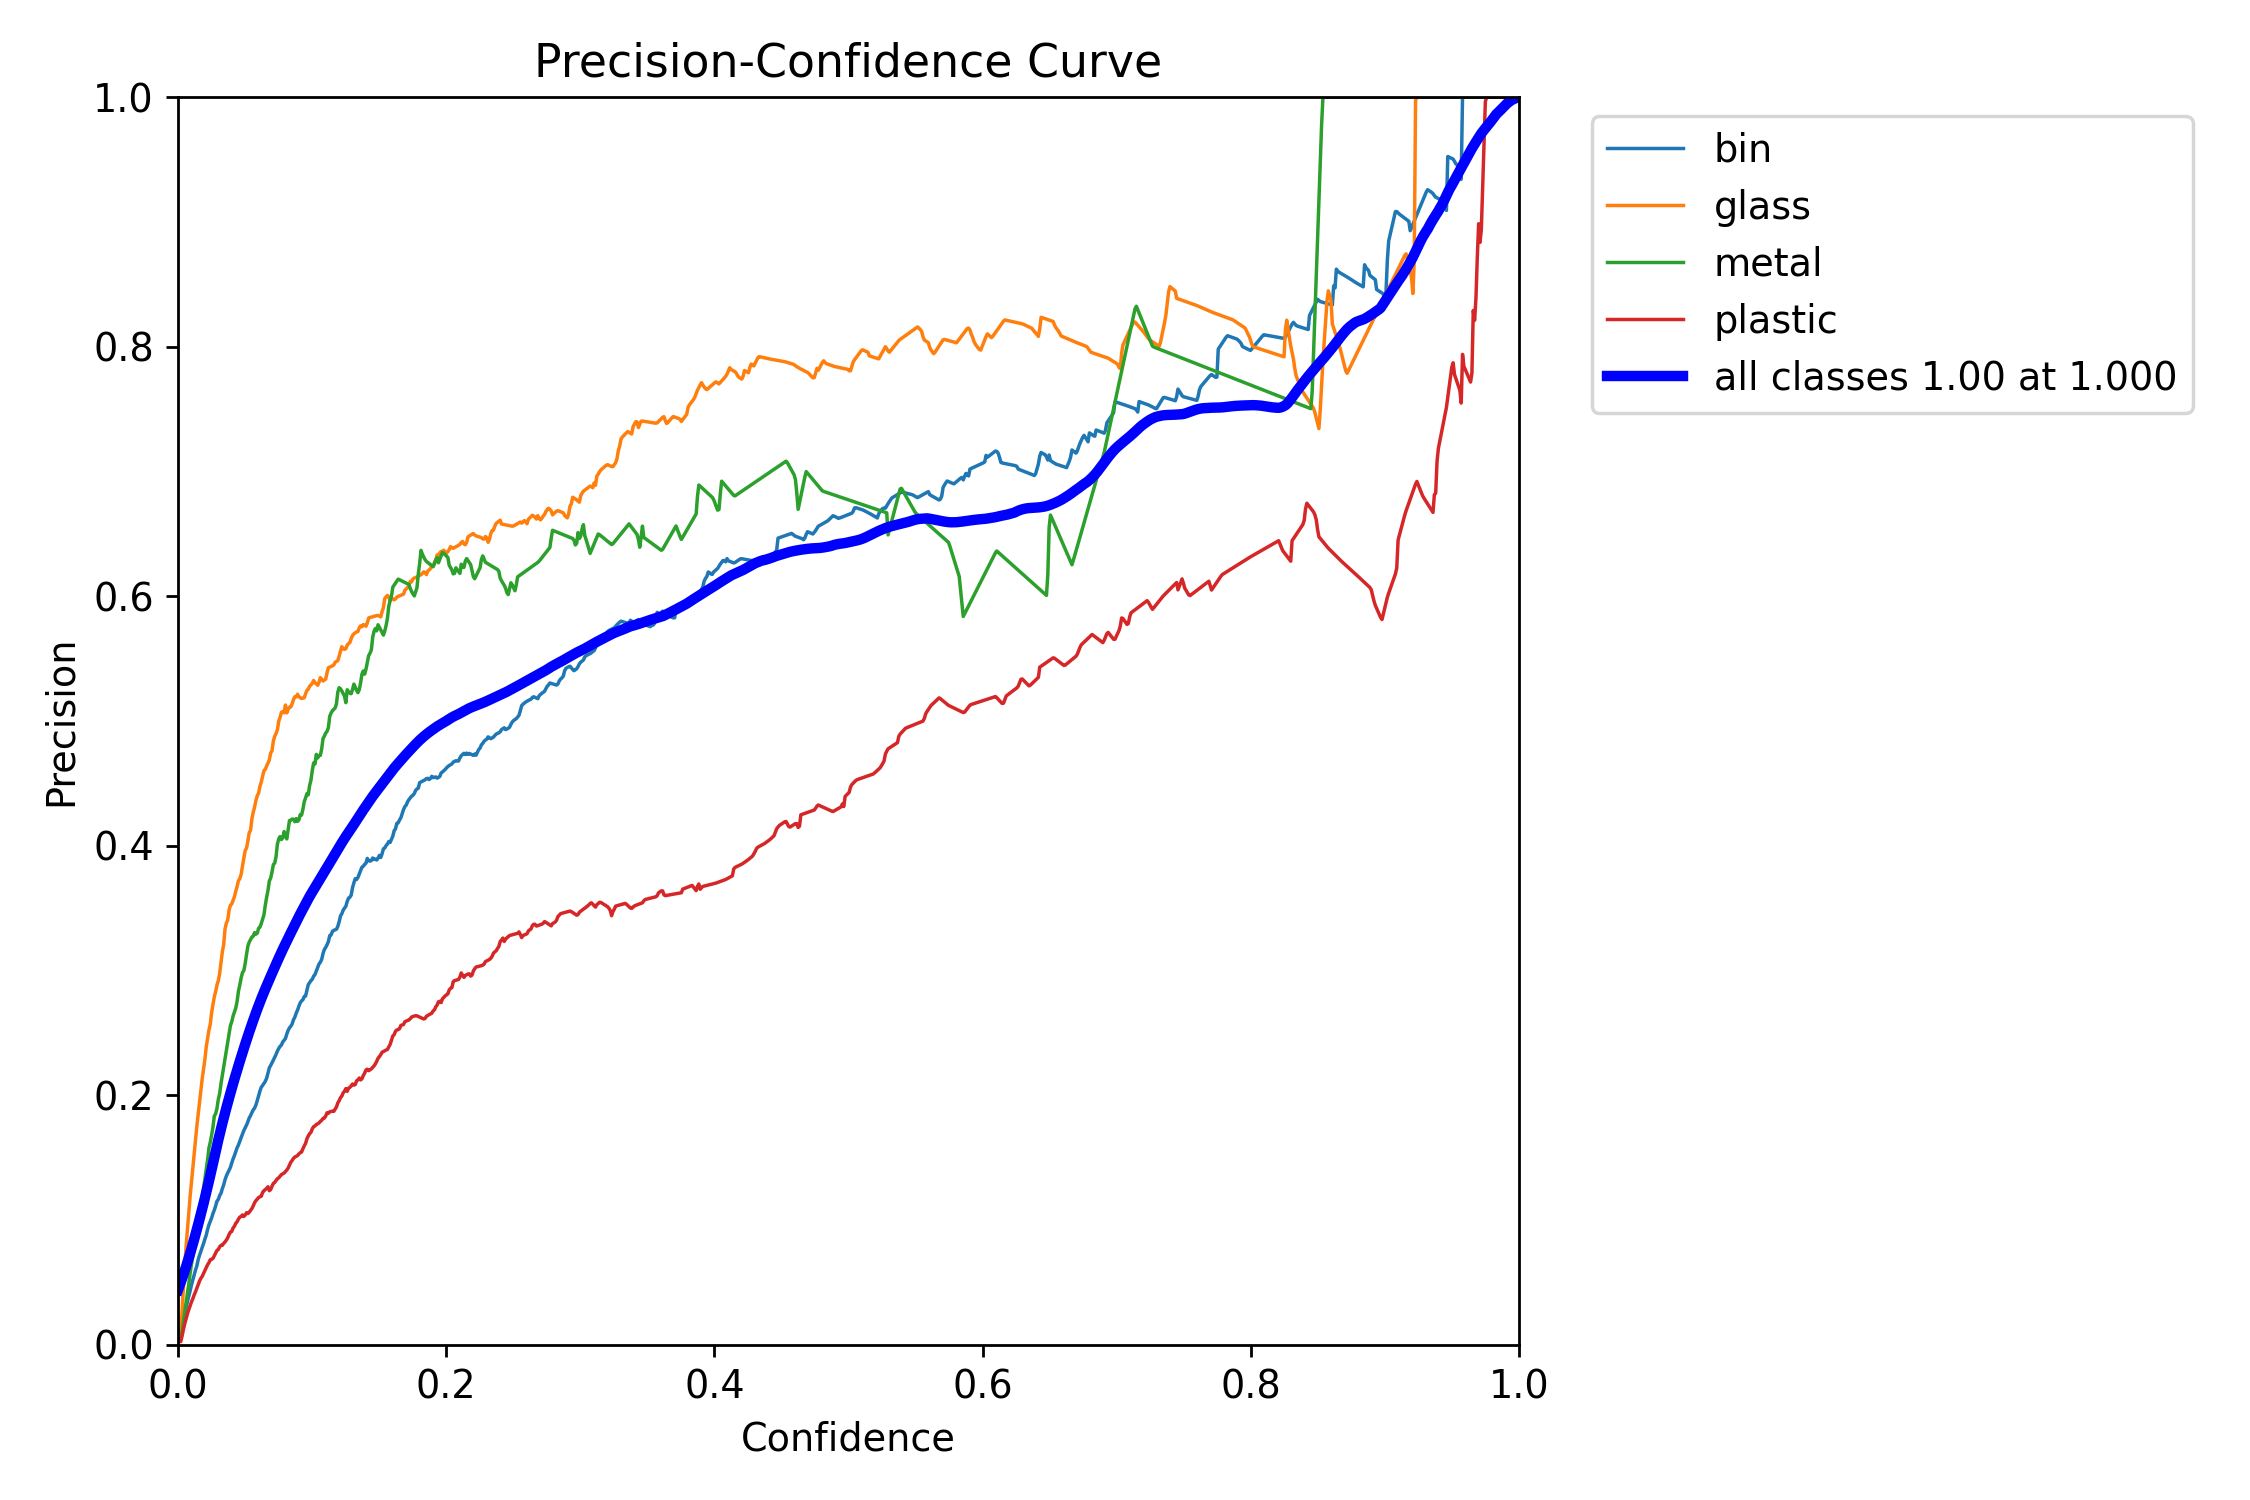 Precision-Confidence Curve
1.0
0.8
0.6
0.4
0.2
0.0
Precision
0.0 0.2 0.4 0.6 0.8 1.0
Confidence
bin
glass
metal
plastic
all classes 1.00 at 1.000